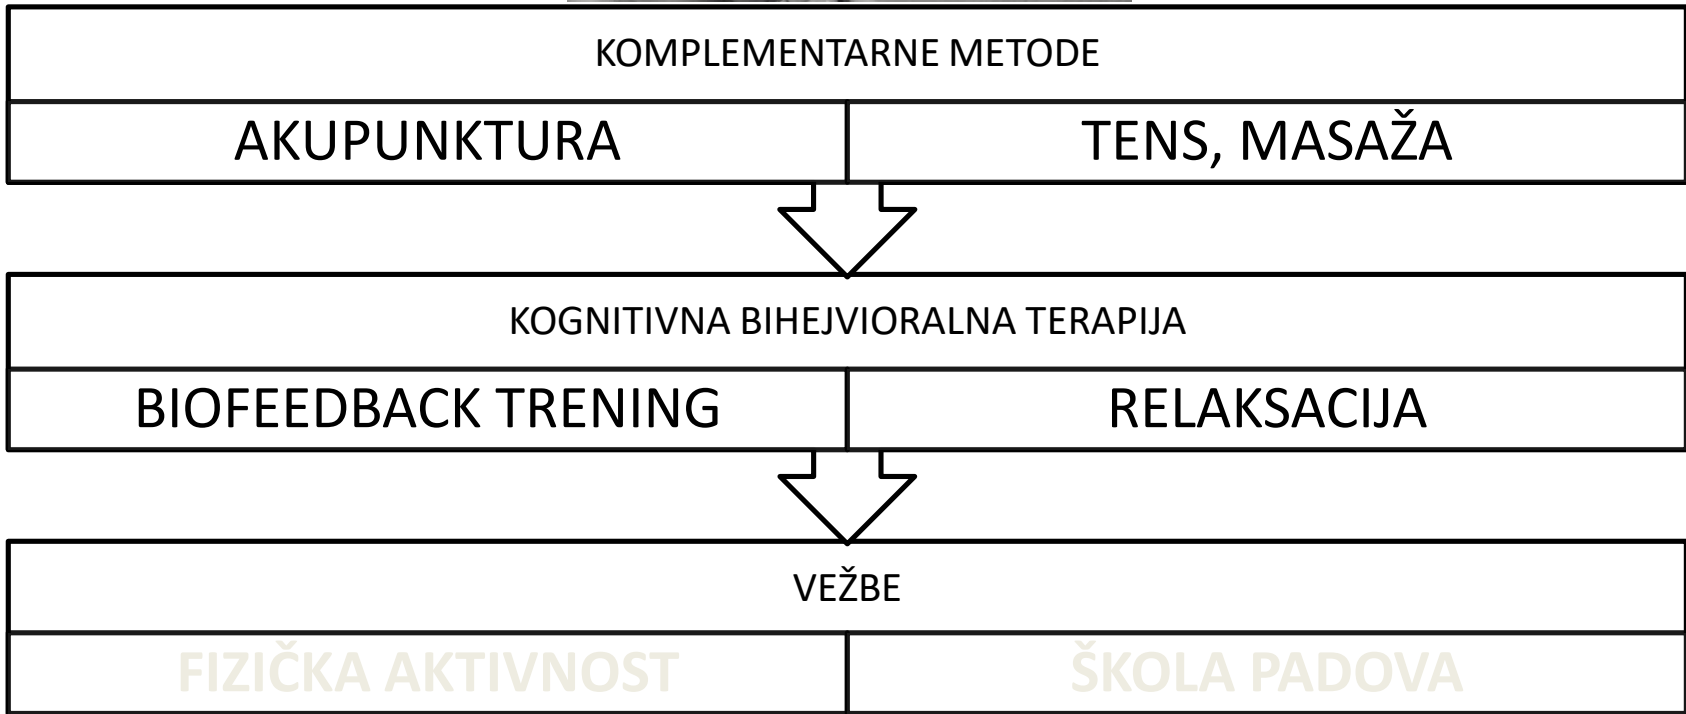 KOMPLEMENTARNE METODE
AKUPUNKTURA
TENS, MASAŽA
KOGNITIVNA BIHEJVIORALNA TERAPIJA
BIOFEEDBACK TRENING
RELAKSACIJA
VEŽBE
FIZIČKA AKTIVNOST
ŠKOLA PADOVA